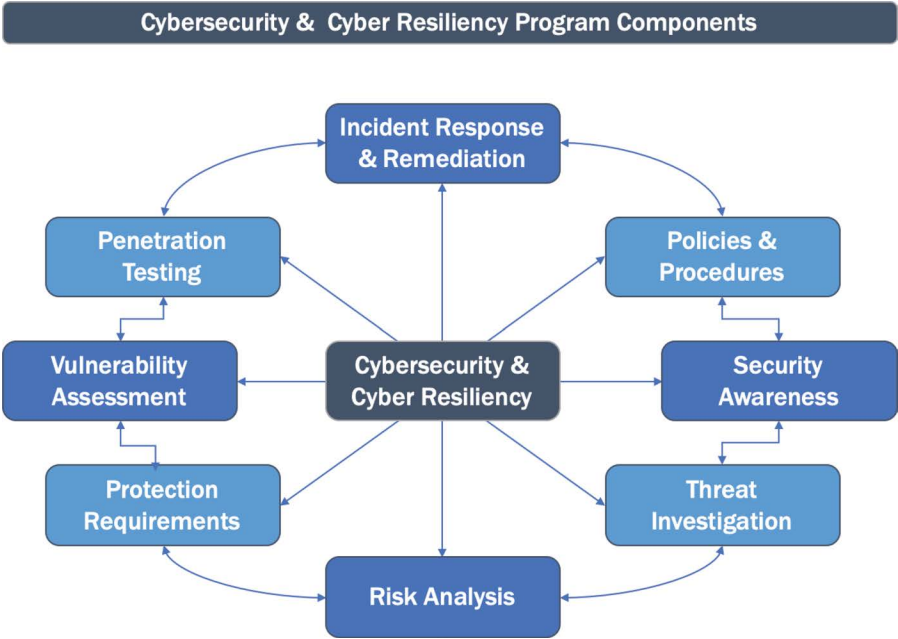 Cybersecurity & Cyber Resiliency Program Components
Incident Response
& Remediation
Penetration
Testing
Policies &
Procedures
Vulnerability
Assessment
Cybersecurity &
Cyber Resiliency
Security
Awareness
Protection
Requirements
Threat
Investigation
Risk Analysis